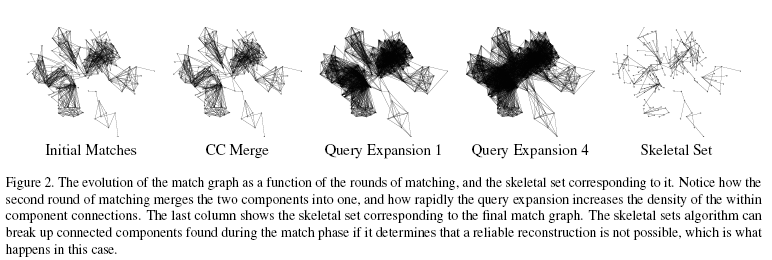 Initial Matches CC Merge Query Expansion 1 Query Expansion 4 Skeletal Set
Figure 2. The evolution of the match graph as a function of the rounds of matching, and the skeletal set corresponding to it. Notice how the
second round of matching merges the two components into one, and how rapidly the query expansion increases the density of the within
component connections. The last column shows the skeletal set corresponding to the final match graph. The skeletal sets algorithm can
break up connected components found during the match phase if it determines that a reliable reconstruction is not possible, which is what
happens in this case.